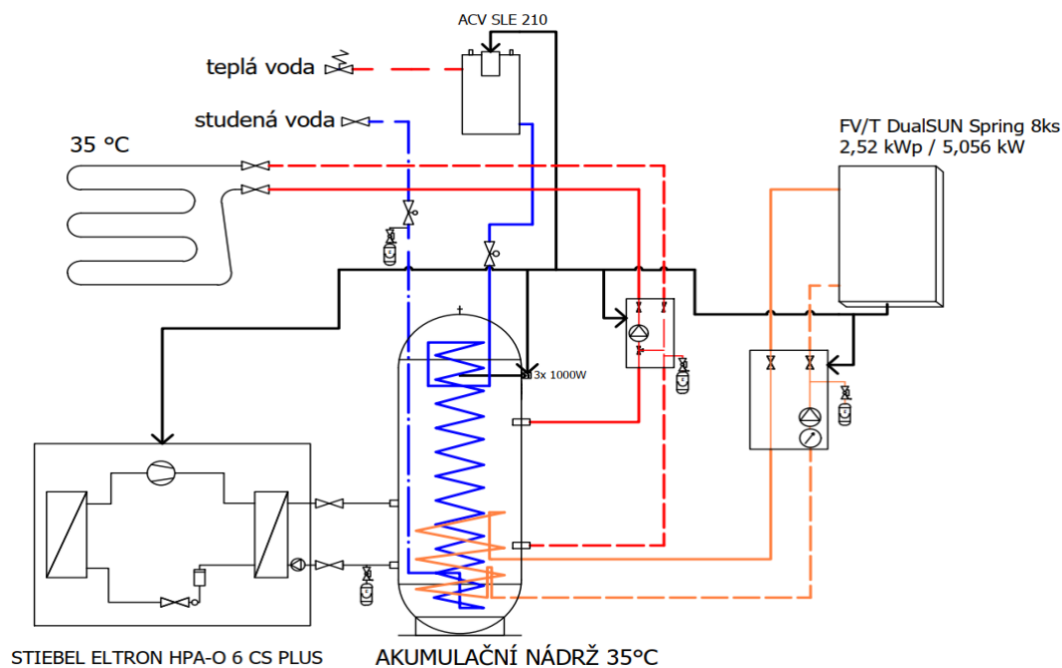 ACV SLE 210
teplá voda
studená voda
35 °C
FV/T DualSUN Spring 8ks
2,52 kWp / 5,056 kW
3x 1000W
STIEBEL ELTRON HPA-O 6 CS PLUS
AKUMULAČNÍ NÁDRŽ 35°C